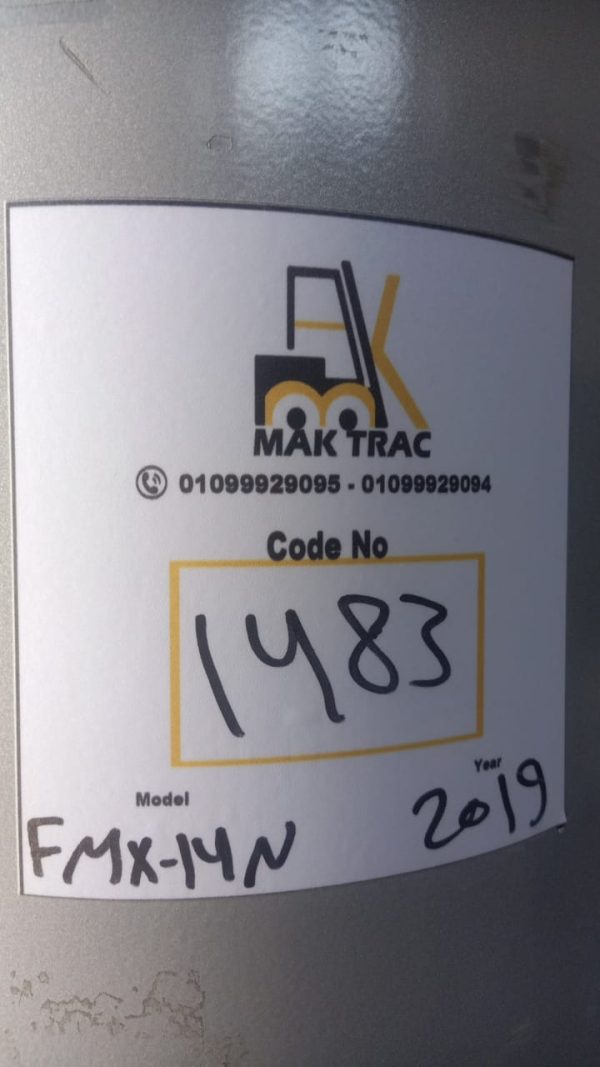 MAK TRAC
01099929095 - 01099929094
Code No
1483
Model
Year
FMX-14N
2019